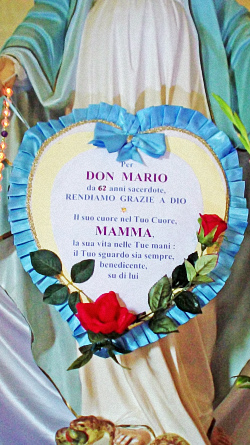 Per
DON MARIO
da 62 anni sacerdote,
RENDIAMO GRAZIE A DIO
Il suo cuore nel Tuo Cuore,
MAMMA,
la sua vita nelle Tue mani :
il Tuo sguardo sia sempre,
benedicente,
su di lui